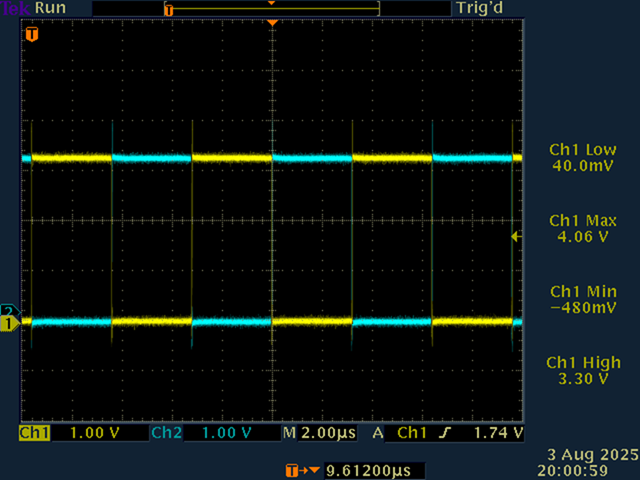 Tek Run Trig'd
T
T
Ch1 Low
40.0mV
Ch1 Max
4.06 V
Ch1 Min
−480mV
Ch1 High
3.30 V
2
1
Ch1 1.00 V Ch2 1.00 V M 2.00µs A Ch1 1.74 V
T 9.61200µs
3 Aug 2025
20:00:59